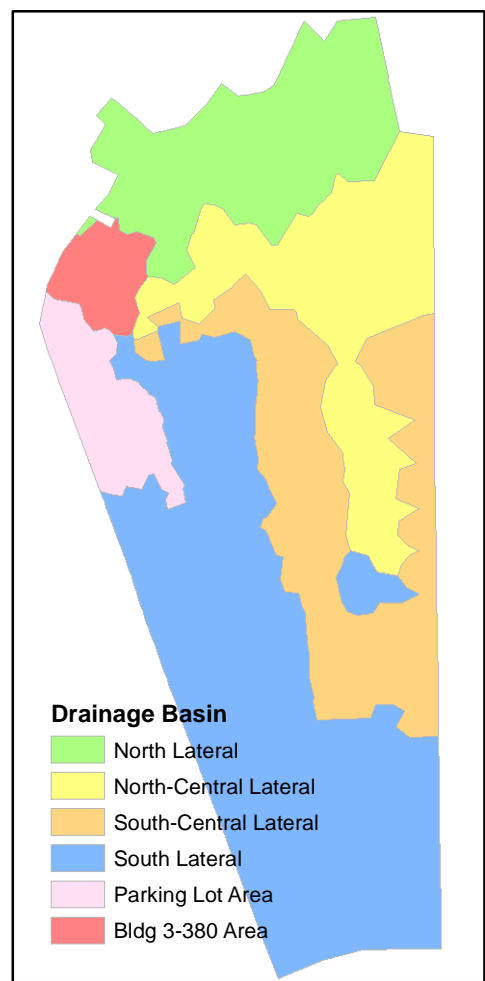 Drainage Basin
North Lateral
North-Central Lateral
South-Central Lateral
South Lateral
Parking Lot Area
Bldg 3-380 Area